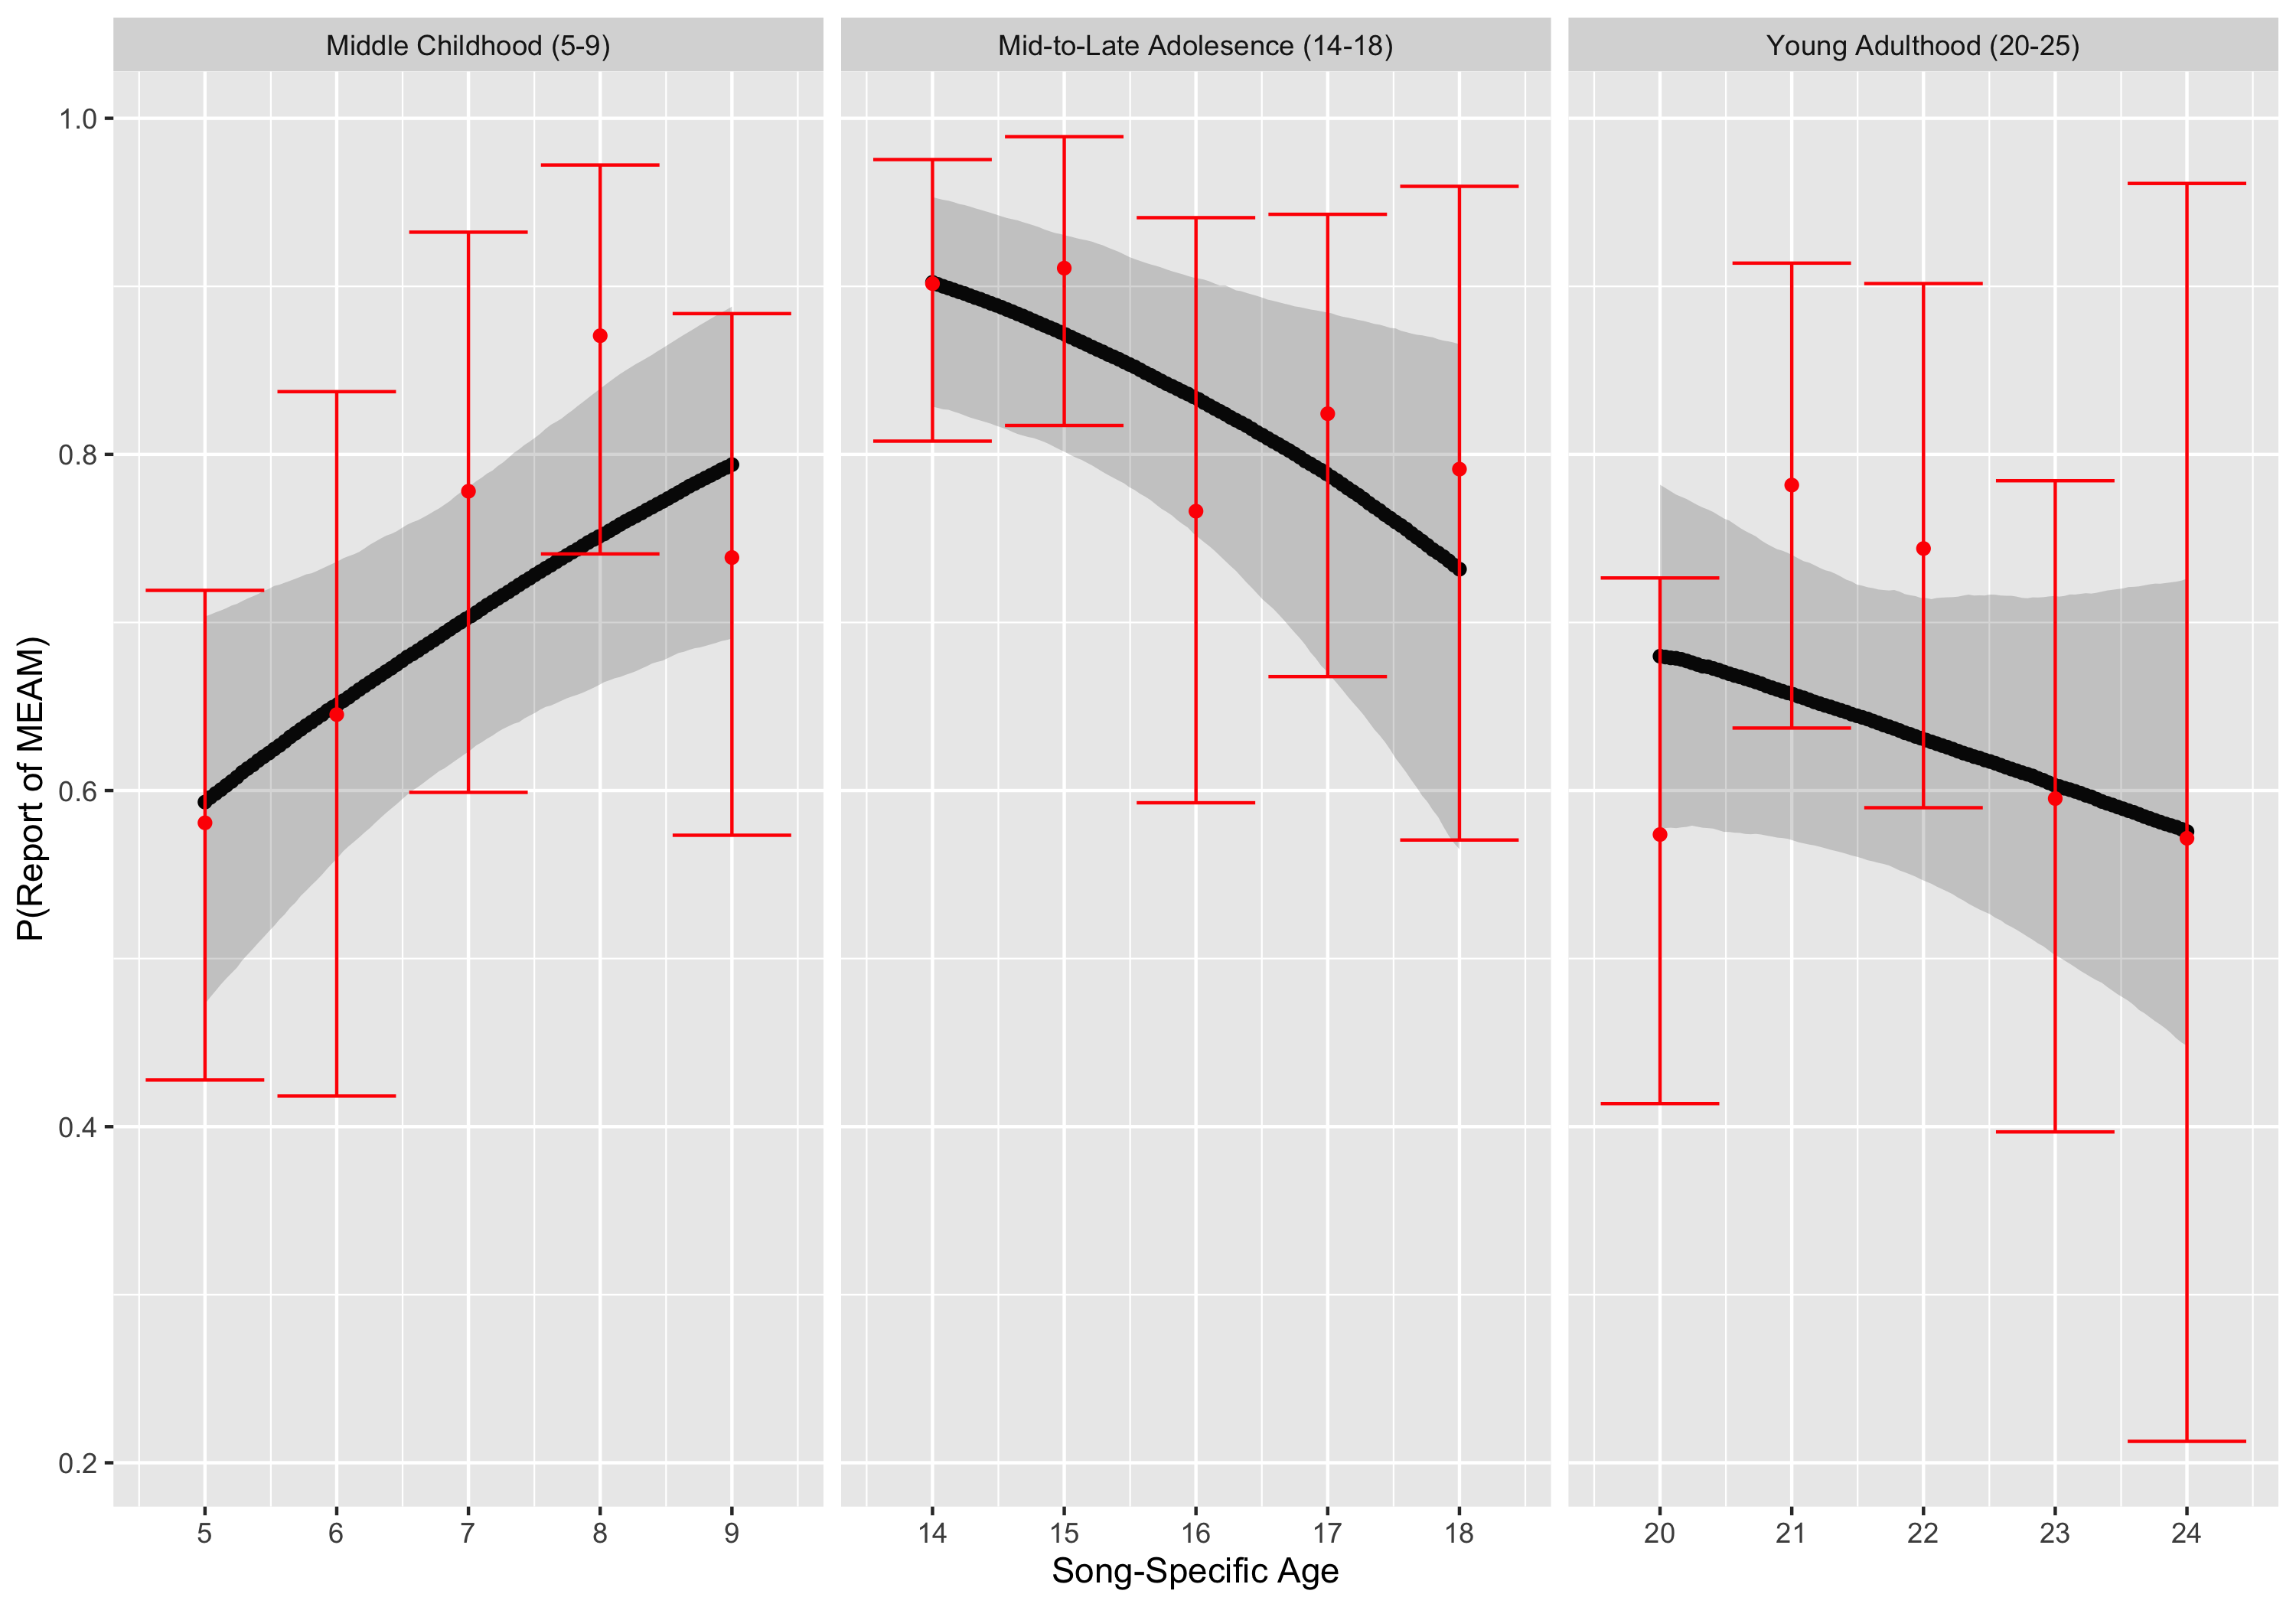 Middle Childhood (5-9)
Mid-to-Late Adolesence (14-18)
Young Adulthood (20-25)
P(Report of MEAM)
1.0
0.8
0.6
0.4
0.2
5 6 7 8 9
14 15 16 17 18
20 21 22 23 24
Song-Specific Age